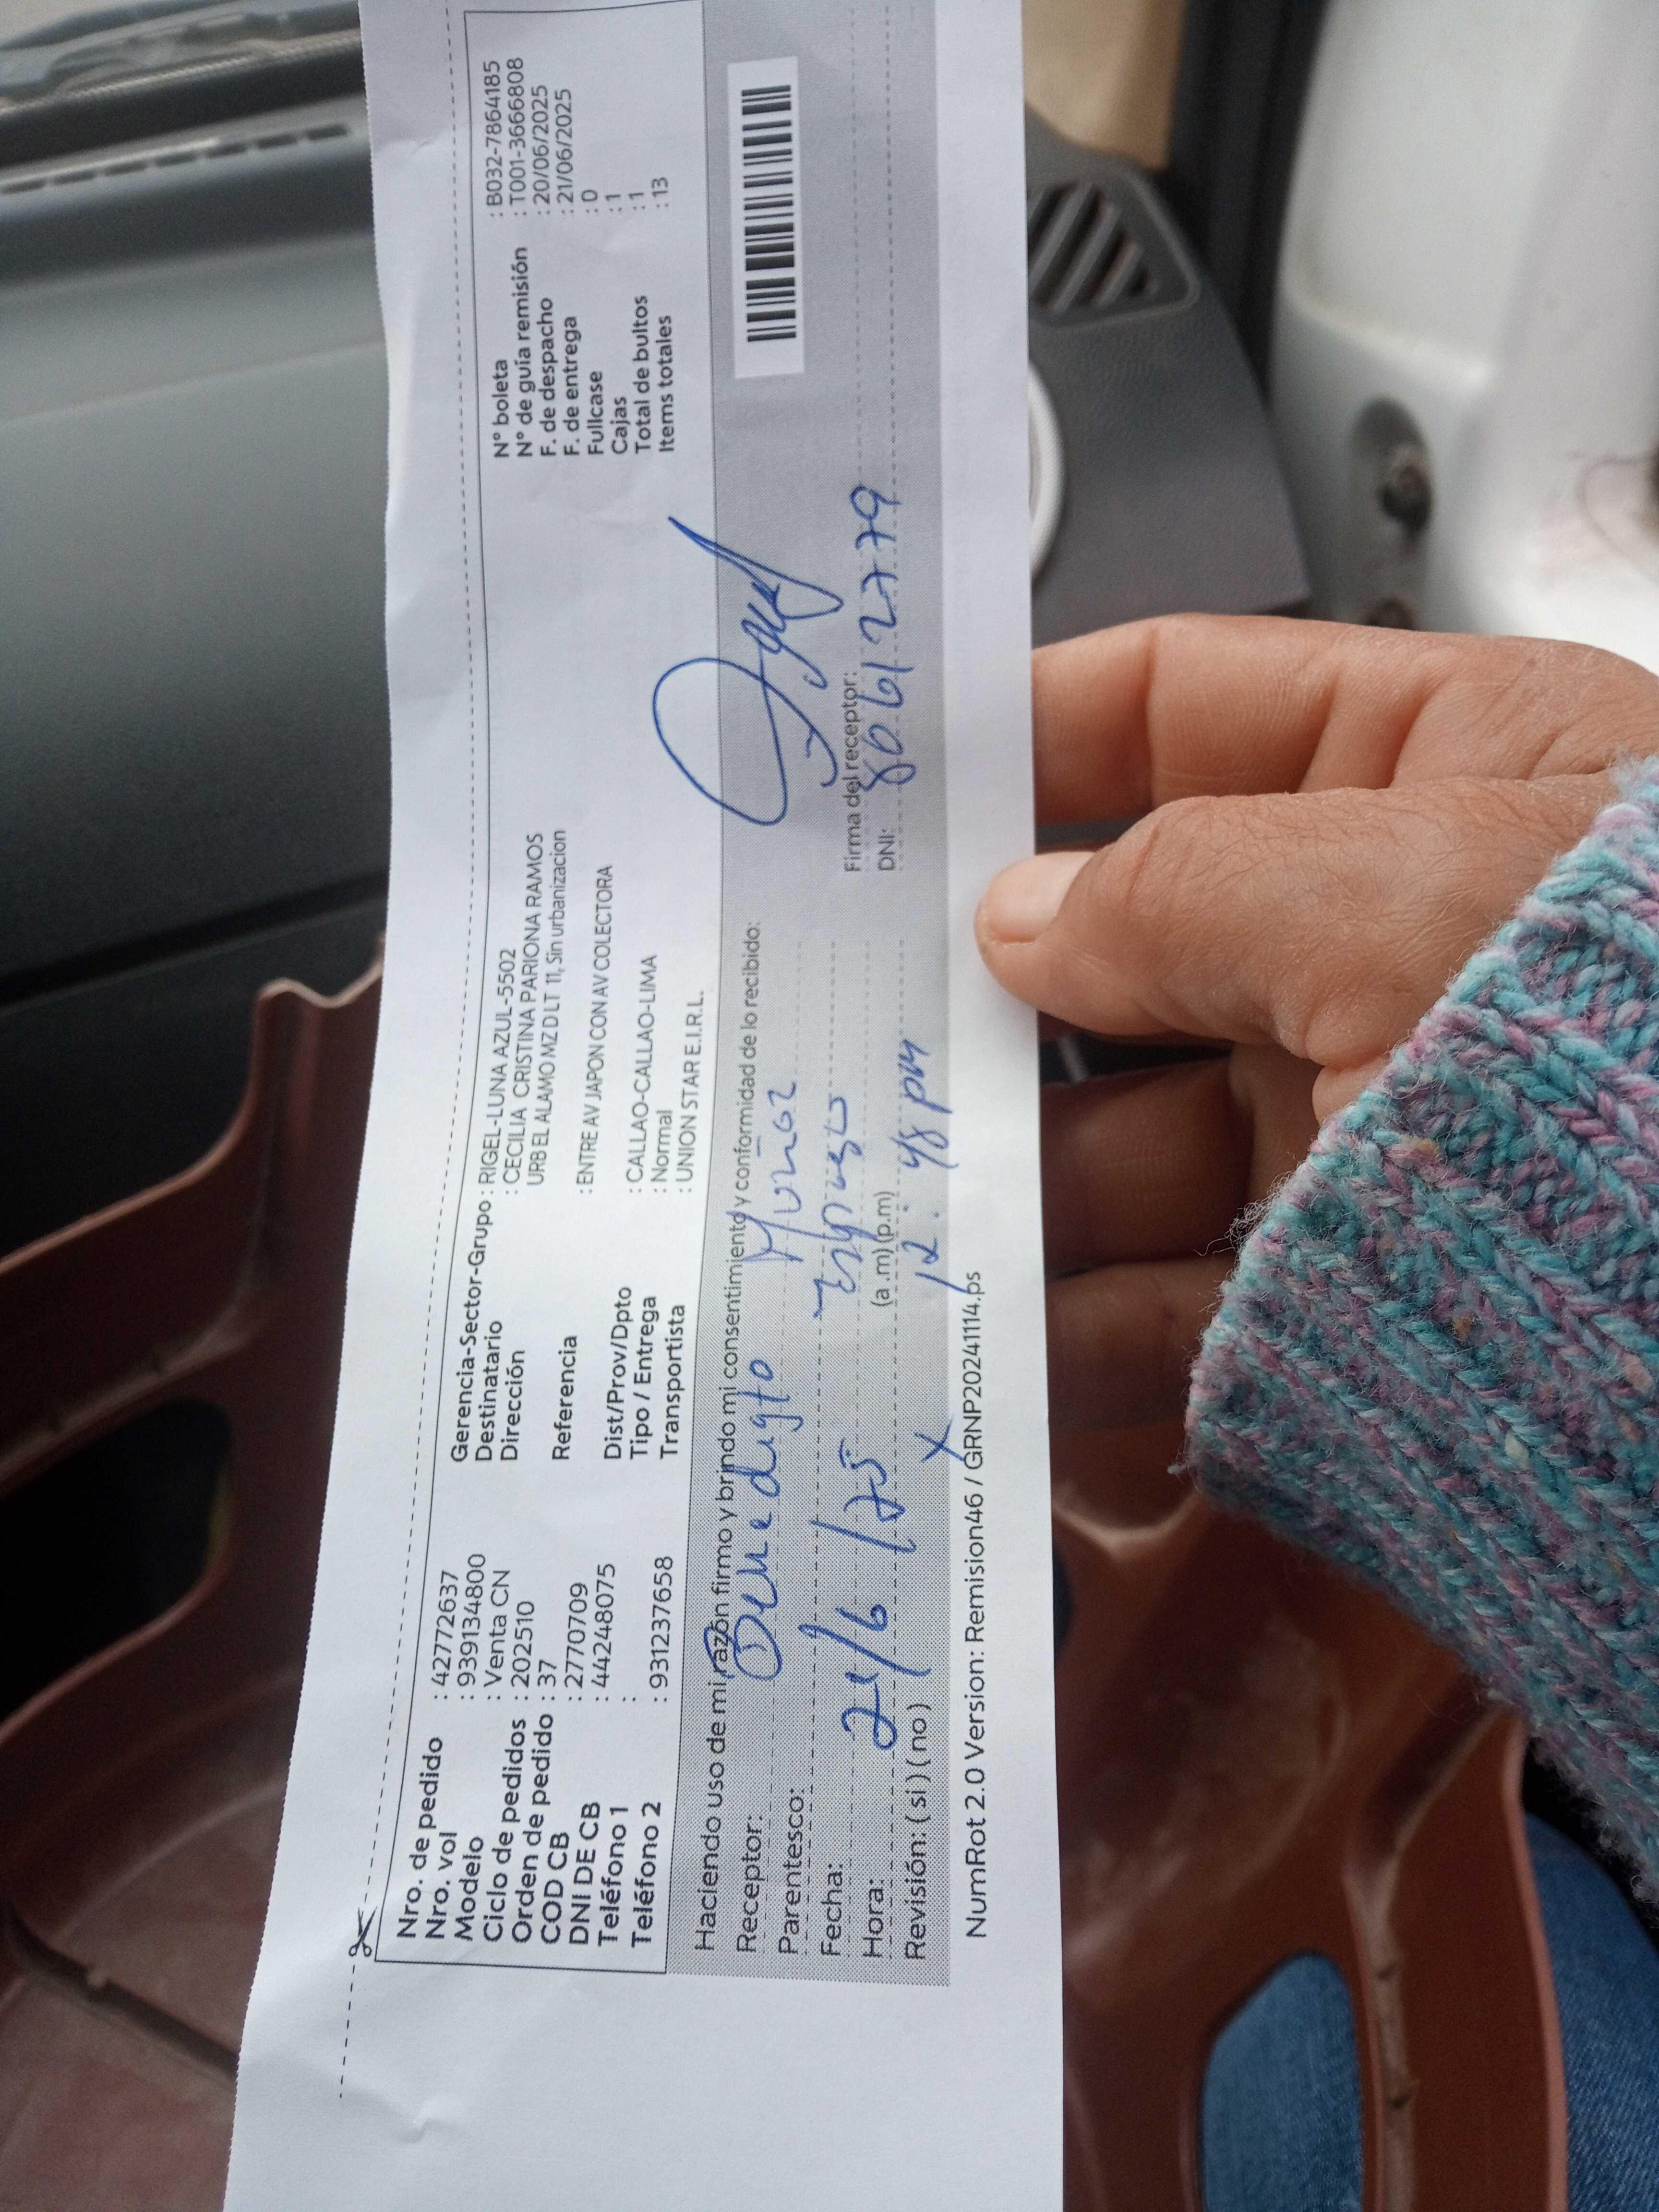 Nro. de pedido : 42772637
Nro. vol : 939134800
Modelo : Venta CN
Ciclo de pedidos : 202510
Orden de pedido : 37
COD CB : 2770709
DNI DE CB : 44248075
Teléfono 1 :
Teléfono 2 : 931237658
Gerencia-Sector-Grupo : RIGEL-LUNA AZUL-5502
Destinatario : CECILIA CRISTINA PARIONA RAMOS
Dirección URB EL ALAMO MZ D LT 11, Sin urbanizacion
Referencia : ENTRE AV JAPON CON AV COLECTORA
Dist/Prov/Dpto : CALLAO-CALLAO-LIMA
Tipo / Entrega : Normal
Transportista : UNION STAR E.I.R.L.
N° boleta : B032-7864185
N° de guía remisión : T001-3666808
F. de despacho : 20/06/2025
F. de entrega : 21/06/2025
Fullcase : 0
Cajas : 1
Total de bultos : 1
Items totales : 13
Haciendo uso de mi razón firmo y brindo mi consentimiento y conformidad de lo recibido:
Receptor: Benedigto Muñoz
Parentesco: Esposo
Fecha: 21/6/25
Hora: (a.m) (p.m) 12:48 pm
Revisión: ( si ) ( no ) X
Firma del receptor:
DNI: 80612779
NumRot 2.0 Version: Remision46 / GRNP20241114.ps